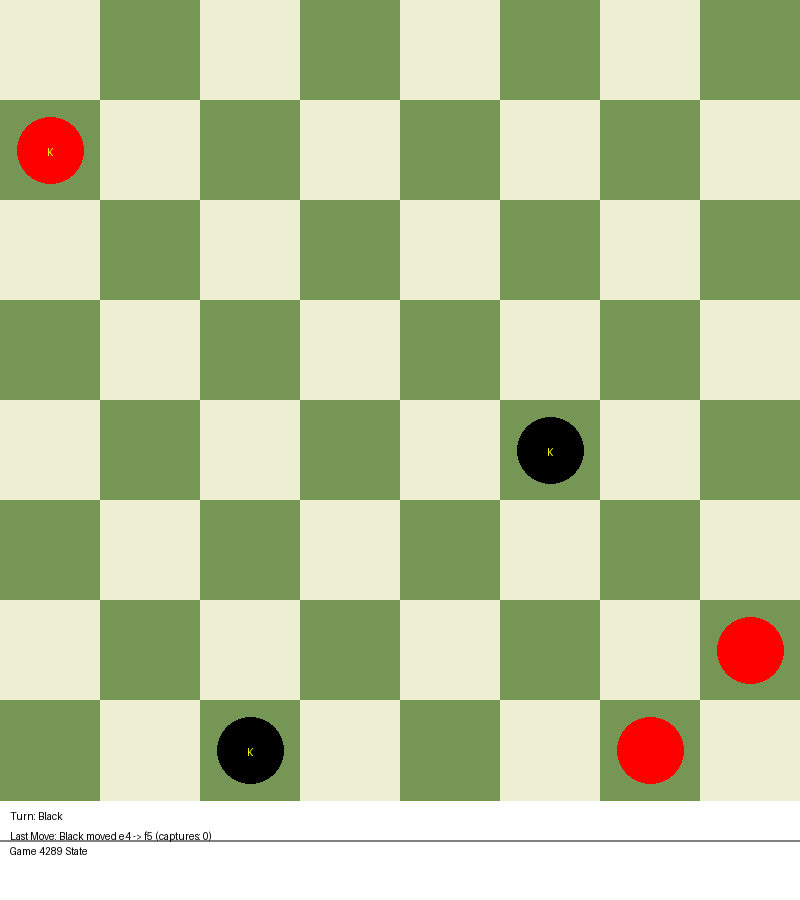 K
K
K
Turn: Black
Last Move: Black moved e4 -> f5 (captures: 0)
Game 4289 State